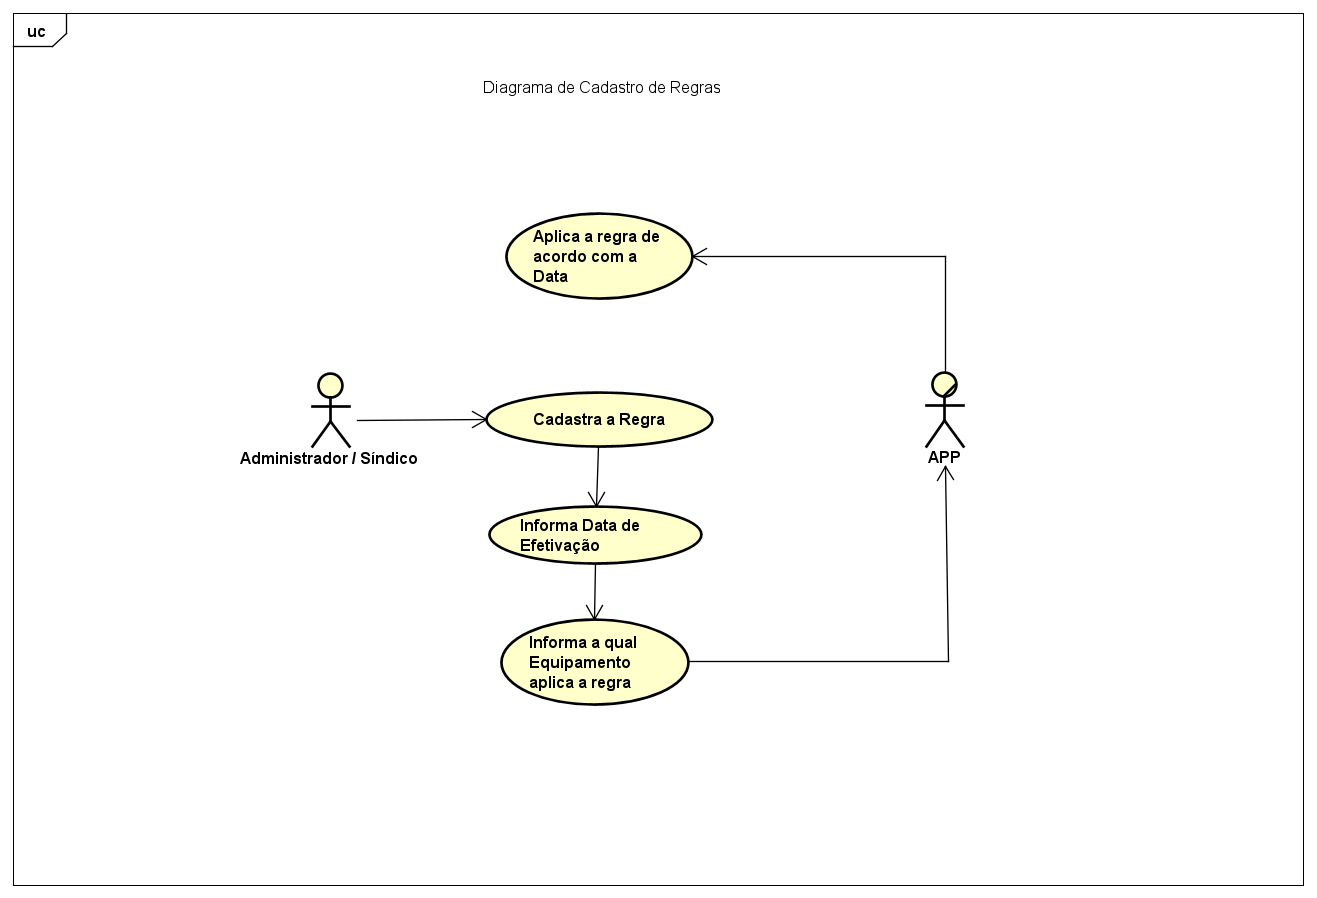 uc
Diagrama de Cadastro de Regras
Aplica a regra de
acordo com a
Data
Cadastra a Regra
Administrador / Síndico
APP
Informa Data de
Efetivação
Informa a qual
Equipamento
aplica a regra